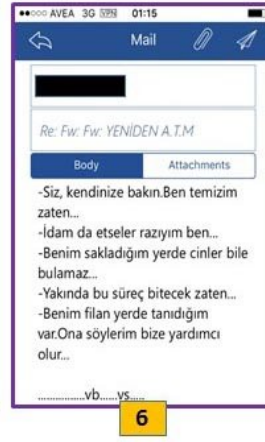 AVEA 3G VPN 01:15
Mail
Re: Fw: Fw: YENİDEN A.T.M
Body Attachments
-Siz, kendinize bakın.Ben temizim
zaten...
-İdam da etseler razıyım ben...
-Benim sakladığım yerde cinler bile
bulamaz...
-Yakında bu süreç bitecek zaten...
-Benim filan yerde tanıdığım
var.Ona söylerim bize yardımcı
olur...
................vb......vs.....
6